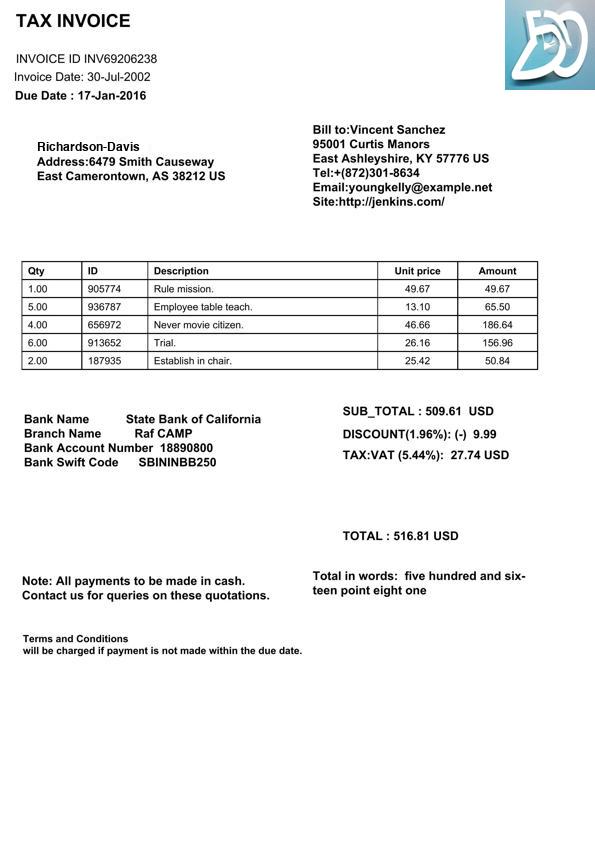 TAX INVOICE
INVOICE ID INV69206238
Invoice Date: 30-Jul-2002
Due Date : 17-Jan-2016
Richardson-Davis
Address:6479 Smith Causeway
East Camerontown, AS 38212 US
Bill to:Vincent Sanchez
95001 Curtis Manors
East Ashleyshire, KY 57776 US
Tel:+(872)301-8634
Email:youngkelly@example.net
Site:http://jenkins.com/
Qty ID Description Unit price Amount
1.00 905774 Rule mission. 49.67 49.67
5.00 936787 Employee table teach. 13.10 65.50
4.00 656972 Never movie citizen. 46.66 186.64
6.00 913652 Trial. 26.16 156.96
2.00 187935 Establish in chair. 25.42 50.84
Bank Name State Bank of California
Branch Name Raf CAMP
Bank Account Number 18890800
Bank Swift Code SBININBB250
SUB_TOTAL : 509.61 USD
DISCOUNT(1.96%): (-) 9.99
TAX:VAT (5.44%): 27.74 USD
TOTAL : 516.81 USD
Note: All payments to be made in cash.
Contact us for queries on these quotations.
Total in words: five hundred and six-
teen point eight one
Terms and Conditions
will be charged if payment is not made within the due date.